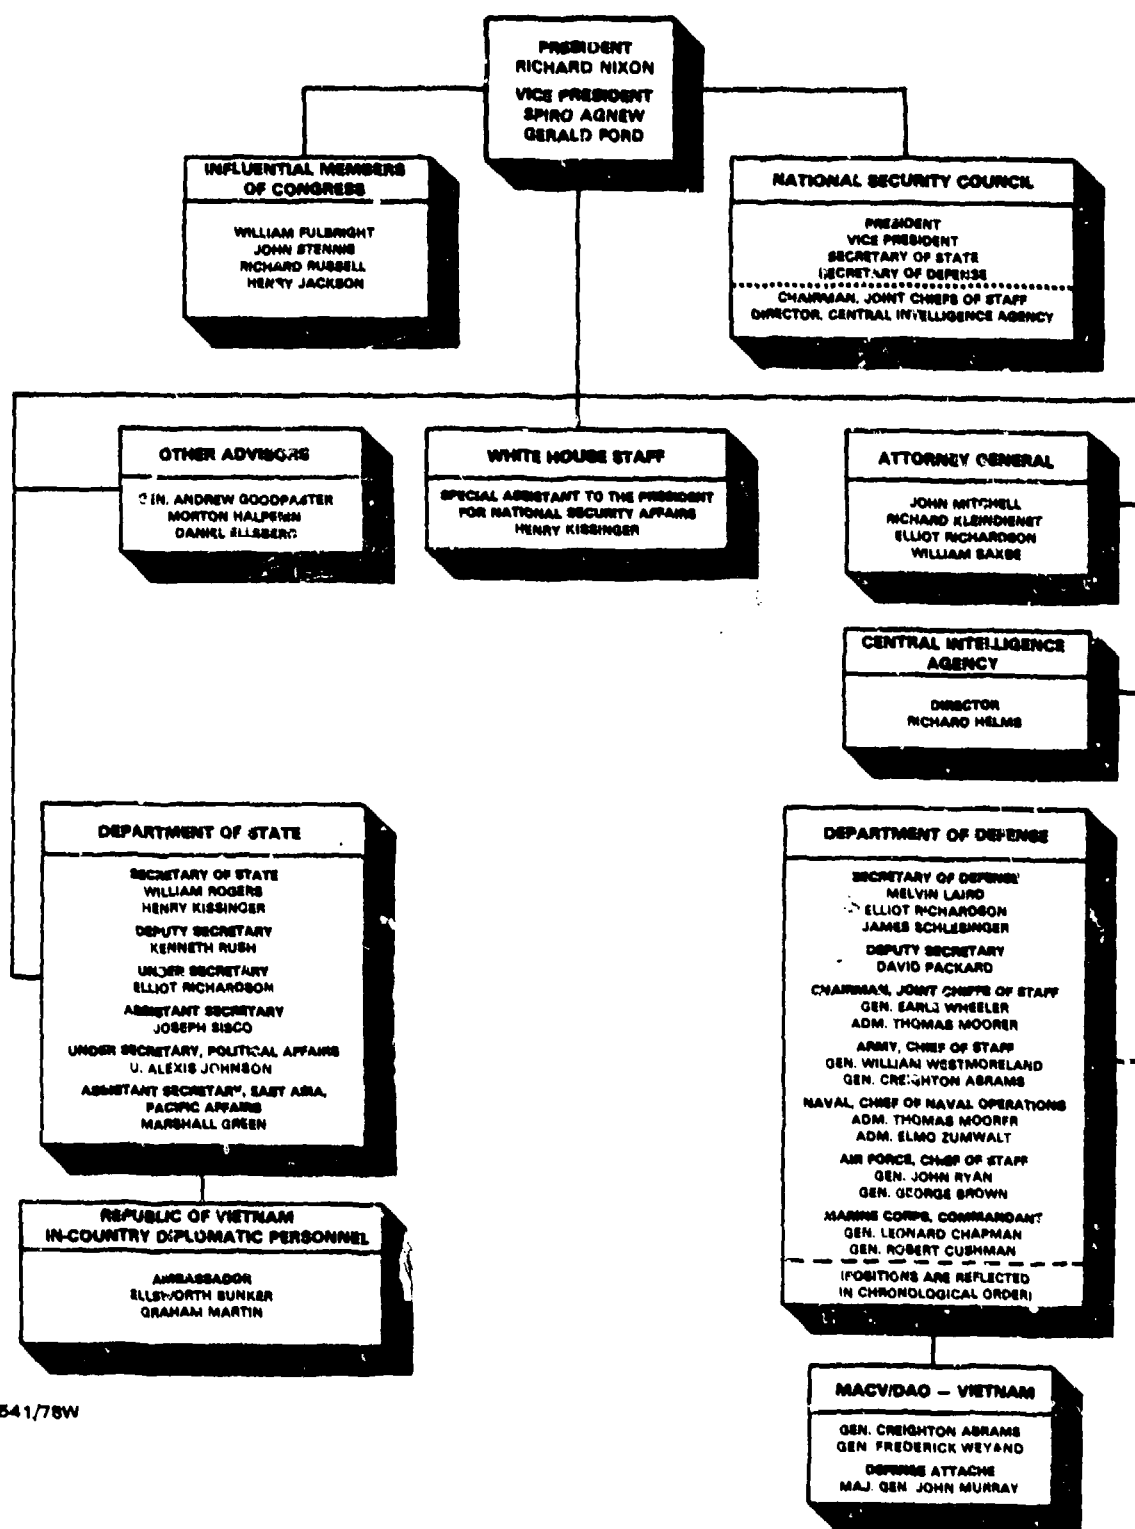 PRESIDENT
RICHARD NIXON
VICE PRESIDENT
SPIRO AGNEW
GERALD FORD
INFLUENTIAL MEMBERS
OF CONGRESS
WILLIAM FULBRIGHT
JOHN STENNIS
RICHARD RUSSELL
HENRY JACKSON
NATIONAL SECURITY COUNCIL
PRESIDENT
VICE PRESIDENT
SECRETARY OF STATE
SECRETARY OF DEFENSE
CHAIRMAN, JOINT CHIEFS OF STAFF
DIRECTOR, CENTRAL INTELLIGENCE AGENCY
OTHER ADVISORS
GEN. ANDREW GOODPASTER
MORTON HALPERIN
DANIEL ELLSBERG
WHITE HOUSE STAFF
SPECIAL ASSISTANT TO THE PRESIDENT
FOR NATIONAL SECURITY AFFAIRS
HENRY KISSINGER
ATTORNEY GENERAL
JOHN MITCHELL
RICHARD KLEINDIENST
ELLIOT RICHARDSON
WILLIAM SAXBE
CENTRAL INTELLIGENCE
AGENCY
DIRECTOR
RICHARD HELMS
DEPARTMENT OF STATE
SECRETARY OF STATE
WILLIAM ROGERS
HENRY KISSINGER
DEPUTY SECRETARY
KENNETH RUSH
UNDER SECRETARY
ELLIOT RICHARDSOM
ASSISTANT SECRETARY
JOSEPH SISCO
UNDER SECRETARY, POLITICAL AFFAIRS
U. ALEXIS JOHNSON
ASSISTANT SECRETARY, EAST ASIA,
PACIFIC AFFAIRS
MARSHALL GREEN
REPUBLIC OF VIETNAM
IN-COUNTRY DIPLOMATIC PERSONNEL
AMBASSADOR
ELLSWORTH BUNKER
GRAHAM MARTIN
DEPARTMENT OF DEFENSE
SECRETARY OF DEFENSE
MELVIN LAIRD
ELLIOT RICHARDSON
JAMES SCHLESINGER
DEPUTY SECRETARY
DAVID PACKARD
CHAIRMAN, JOINT CHIEFS OF STAFF
GEN. EARLE WHEELER
ADM. THOMAS MOORER
ARMY, CHIEF OF STAFF
GEN. WILLIAM WESTMORELAND
GEN. CREIGHTON ABRAMS
NAVAL, CHIEF OF NAVAL OPERATIONS
ADM. THOMAS MOORER
ADM. ELMO ZUMWALT
AIR FORCE, CHIEF OF STAFF
GEN. JOHN RYAN
GEN. GEORGE BROWN
MARINE CORPS, COMMANDANT
GEN. LEONARD CHAPMAN
GEN. ROBERT CUSHMAN
(POSITIONS ARE REFLECTED
IN CHRONOLOGICAL ORDER)
MACV/DAO – VIETNAM
GEN. CREIGHTON ABRAMS
GEN. FREDERICK WEYAND
DEFENSE ATTACHE
MAJ. GEN. JOHN MURRAY
541/78W